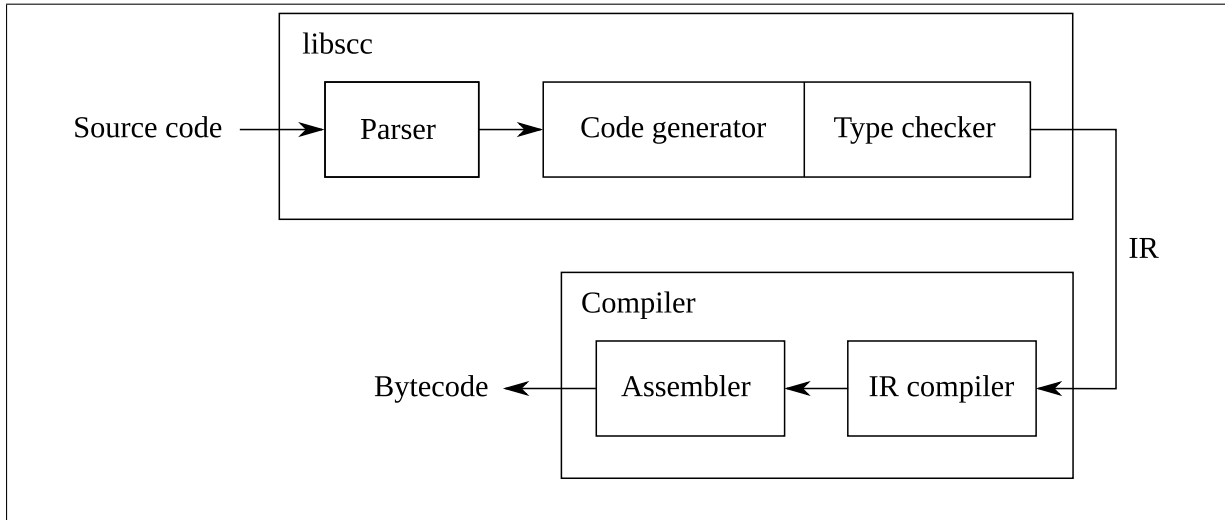 libscc
Source code
Parser
Code generator
Type checker
IR
Compiler
Bytecode
Assembler
IR compiler